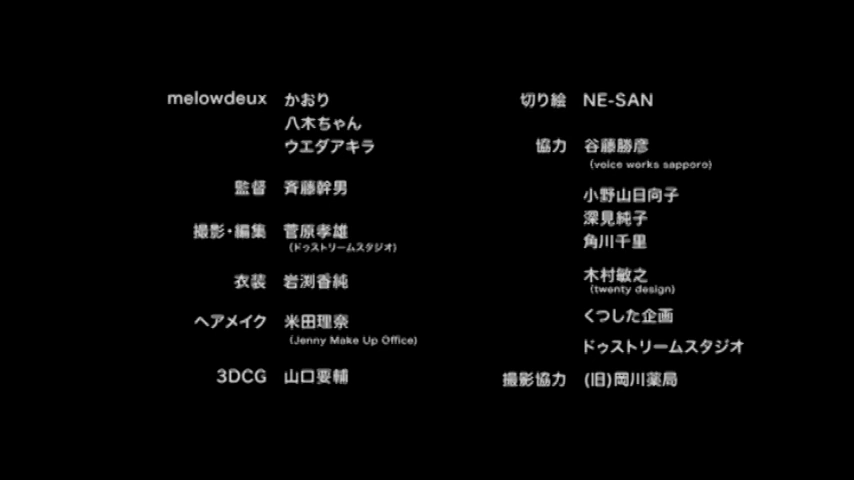 melowdeux かおり
八木ちゃん
ウエダアキラ
監督 斉藤幹男
撮影・編集 菅原孝雄
(ドゥストリームスタジオ)
衣装 岩渕香純
ヘアメイク 米田理奈
(Jenny Make Up Office)
3DCG 山口要輔
切り絵 NE-SAN
協力 谷藤勝彦
(voice works sapporo)
小野山日向子
深見純子
角川千里
木村敏之
(twenty design)
くつした企画
ドゥストリームスタジオ
撮影協力 (旧)岡川薬局